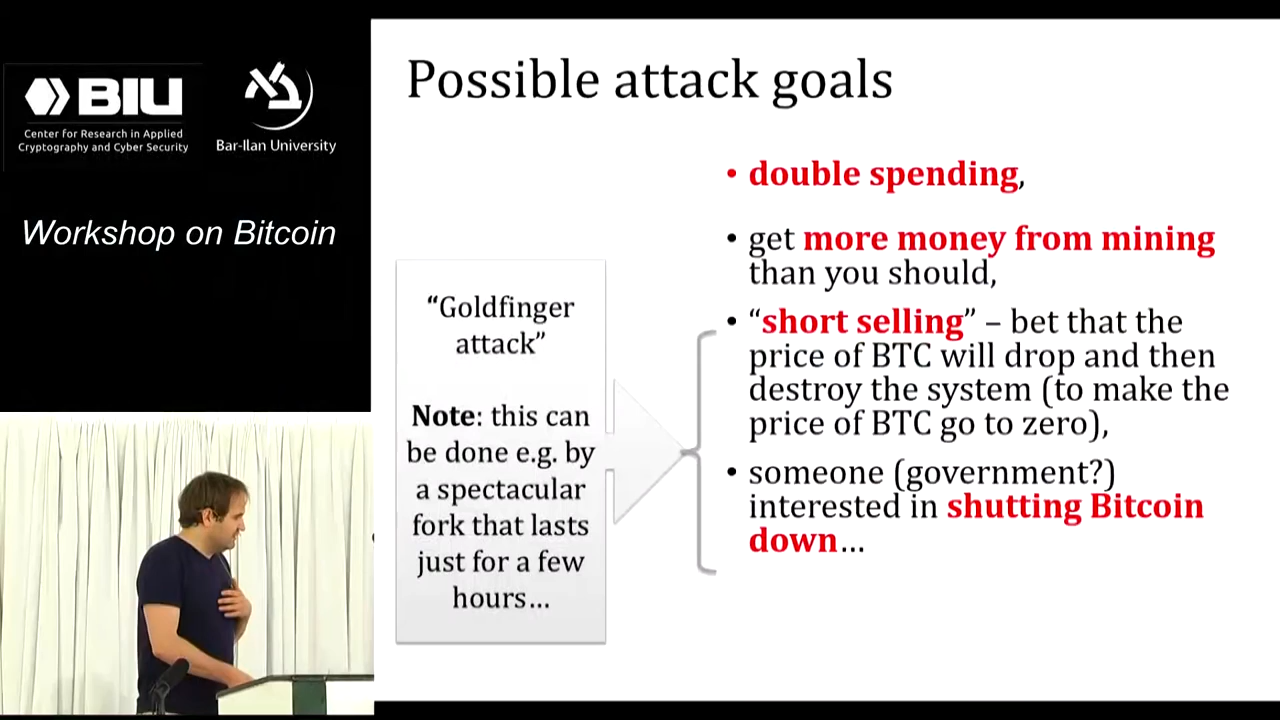 BIU
Center for Research in Applied
Cryptography and Cyber Security
Bar-Ilan University
Workshop on Bitcoin
Possible attack goals
• double spending,
• get more money from mining
than you should,
• “short selling” – bet that the
price of BTC will drop and then
destroy the system (to make the
price of BTC go to zero),
• someone (government?)
interested in shutting Bitcoin
down…
“Goldfinger
attack”
Note: this can
be done e.g. by
a spectacular
fork that lasts
just for a few
hours…